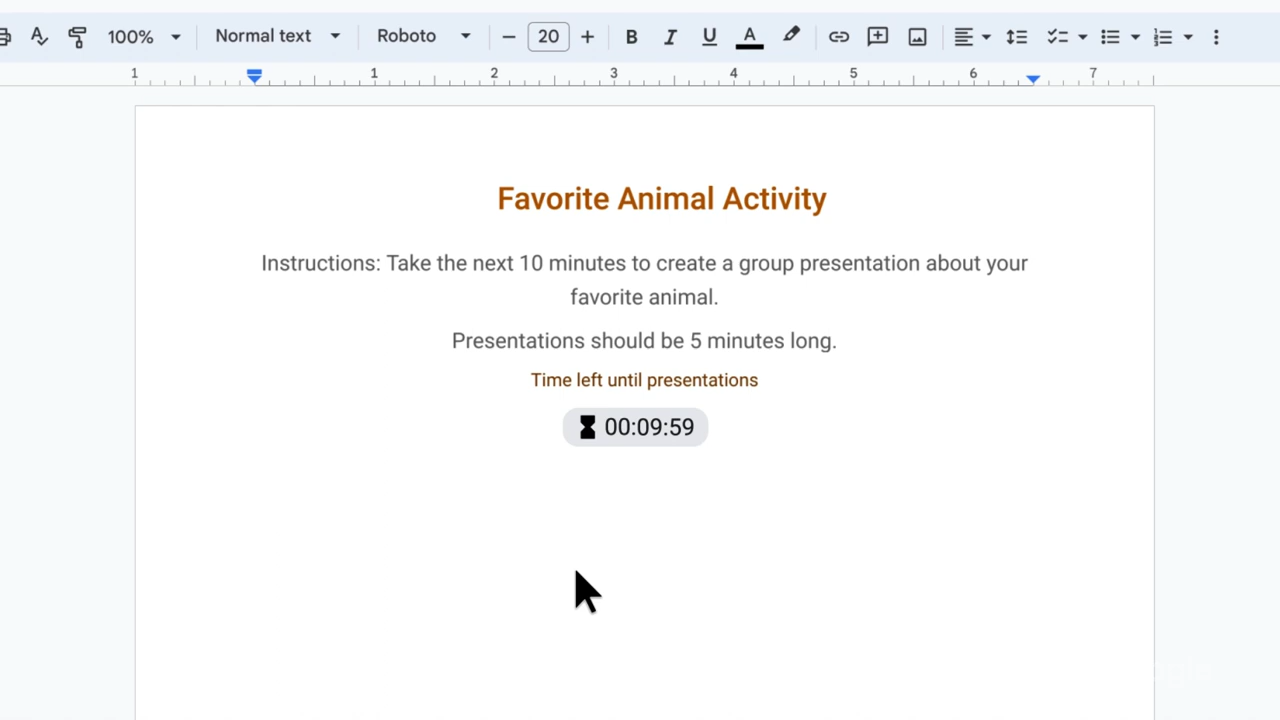 100% Normal text Roboto 20 B I U A
1 1 2 3 4 5 6 7
Favorite Animal Activity
Instructions: Take the next 10 minutes to create a group presentation about your
favorite animal.
Presentations should be 5 minutes long.
Time left until presentations
00:09:59